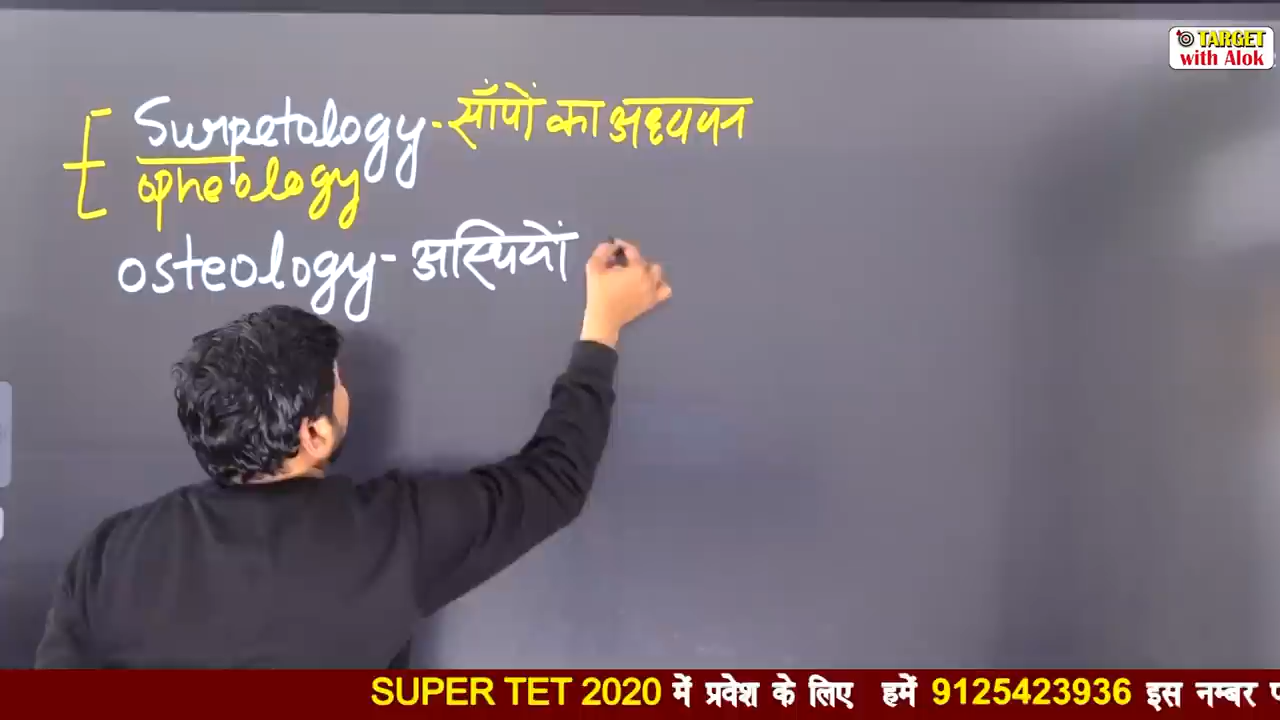 TARGET
with Alok
Surpetology - साँपों का अध्ययन
opheology
osteology - अस्थियों
SUPER TET 2020 में प्रवेश के लिए हमें 9125423936 इस नम्बर